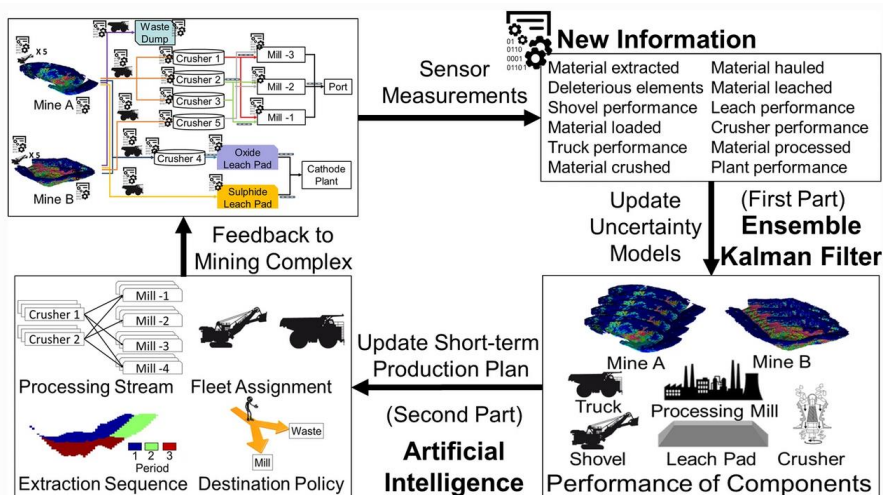 Waste
Dump
X 5
Mine A
Crusher 1
Crusher 2
Crusher 3
Crusher 5
Mill -3
Mill -2
Mill -1
Port
X 5
Mine B
Crusher 4
Oxide
Leach Pad
Sulphide
Leach Pad
Cathode
Plant
Sensor
Measurements
01
0110
0001
01101
New Information
Material extracted
Deleterious elements
Shovel performance
Material loaded
Truck performance
Material crushed
Material hauled
Material leached
Leach performance
Crusher performance
Material processed
Plant performance
Update
Uncertainty
Models
(First Part)
Ensemble
Kalman Filter
Feedback to
Mining Complex
Crusher 1
Crusher 2
Mill -1
Mill -2
Mill -3
Mill -4
Processing Stream
Fleet Assignment
1 2 3
Period
Extraction Sequence
Waste
Mill
Destination Policy
Update Short-term
Production Plan
(Second Part)
Artificial
Intelligence
Mine A
Mine B
Truck
Processing Mill
Shovel
Leach Pad
Crusher
Performance of Components